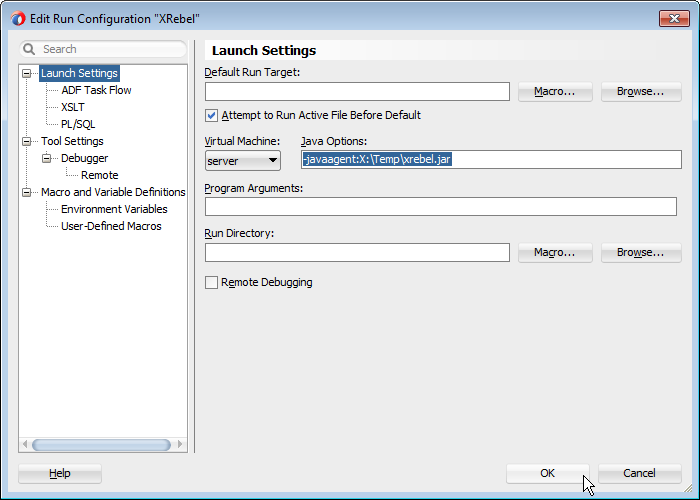 Edit Run Configuration "XRebel"
Search
Launch Settings
ADF Task Flow
XSLT
PL/SQL
Tool Settings
Debugger
Remote
Macro and Variable Definitions
Environment Variables
User-Defined Macros
Launch Settings
Default Run Target:
Macro... Browse...
Attempt to Run Active File Before Default
Virtual Machine: Java Options:
server -javaagent:X:\Temp\xrebel.jar
Program Arguments:
Run Directory:
Macro... Browse...
Remote Debugging
Help OK Cancel